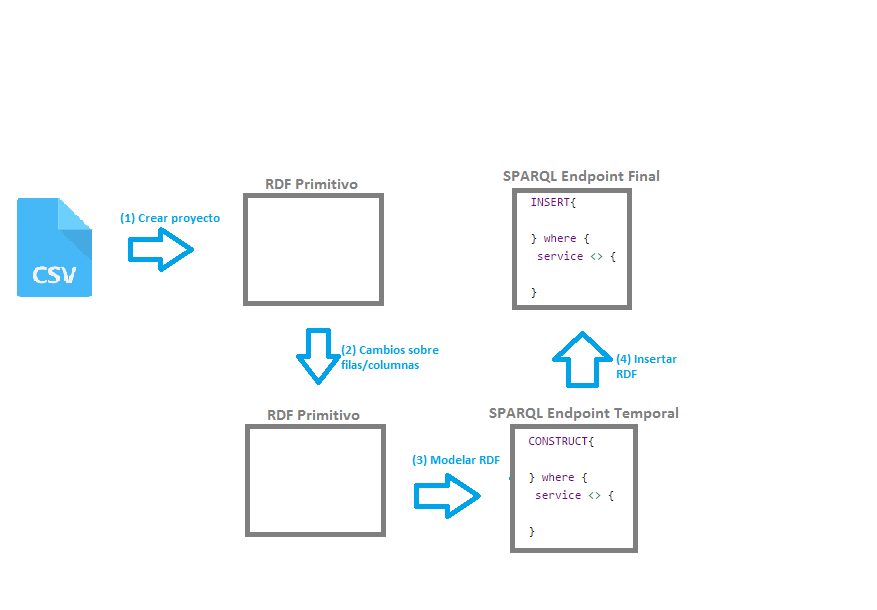 CSV
(1) Crear proyecto
RDF Primitivo
(2) Cambios sobre
filas/columnas
RDF Primitivo
(3) Modelar RDF
SPARQL Endpoint Temporal
CONSTRUCT{
} where {
service <> {
}
(4) Insertar
RDF
SPARQL Endpoint Final
INSERT{
} where {
service <> {
}